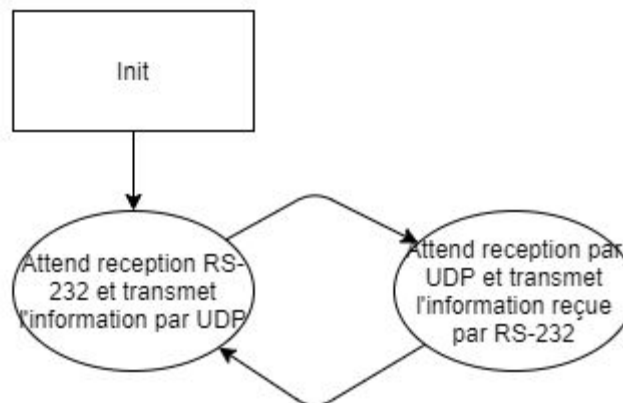 Init
Attend reception RS-
232 et transmet
l'information par UDP
Attend reception par
UDP et transmet
l'information reçue
par RS-232